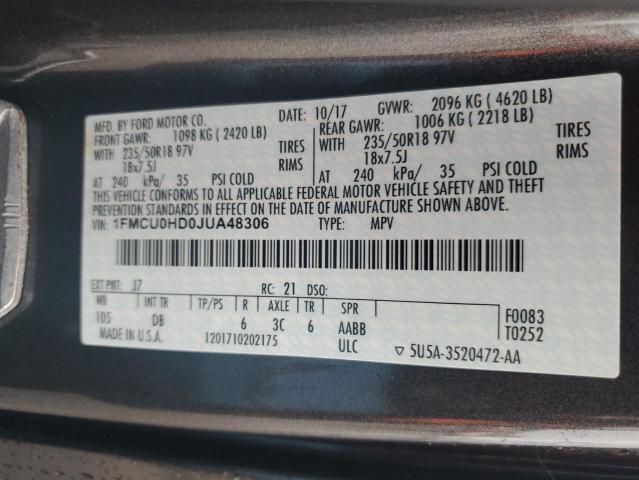 MFD. BY FORD MOTOR CO. DATE: 10/17 GVWR: 2096 KG ( 4620 LB)
FRONT GAWR: 1098 KG ( 2420 LB) REAR GAWR: 1006 KG ( 2218 LB)
WITH 235/50R18 97V TIRES WITH 235/50R18 97V TIRES
18x7.5J RIMS 18x7.5J RIMS
AT 240 kPa/ 35 PSI COLD AT 240 kPa/ 35 PSI COLD
THIS VEHICLE CONFORMS TO ALL APPLICABLE FEDERAL MOTOR VEHICLE SAFETY AND THEFT
PREVENTION STANDARDS IN EFFECT ON THE DATE OF MANUFACTURE SHOWN ABOVE.
VIN: 1FMCU0HD0JUA48306 TYPE: MPV
EXT PNT: J7 RC: 21 DSO:
WB INT TR TP/PS R AXLE TR SPR
105 DB 6 3C 6 AABB
F0083
T0252
MADE IN U.S.A. 1201710202175 ULC ▽ 5U5A-3520472-AA